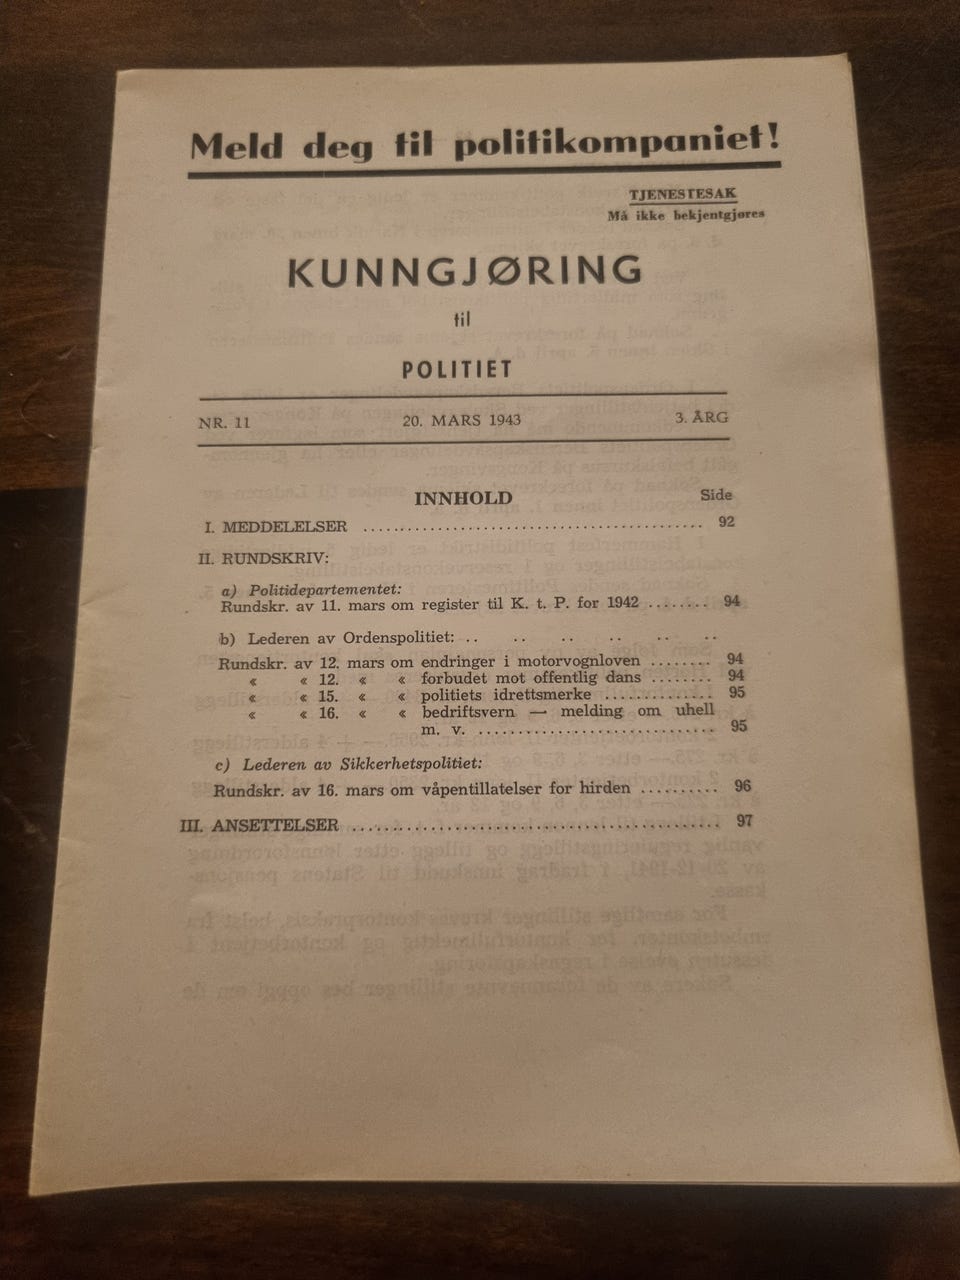 Meld deg til politikompaniet!
TJENESTESAK
Må ikke bekjentgjøres
KUNNGJØRING
til
POLITIET
NR. 11 20. MARS 1943 3. ÅRG
INNHOLD Side
I. MEDDELELSER ........................................ 92
II. RUNDSKRIV:
a) Politidepartementet:
Rundskr. av 11. mars om register til K. t. P. for 1942 ........ 94
b) Lederen av Ordenspolitiet: .. .. .. .. .. ..
Rundskr. av 12. mars om endringer i motorvognloven ........ 94
« « 12. « « forbudet mot offentlig dans ........ 94
« « 15. « « politiets idrettsmerke ............. 95
« « 16. « « bedriftsvern — melding om uhell
m. v. ............................ 95
c) Lederen av Sikkerhetspolitiet:
Rundskr. av 16. mars om våpentillatelser for hirden .......... 96
III. ANSETTELSER .......................................... 97